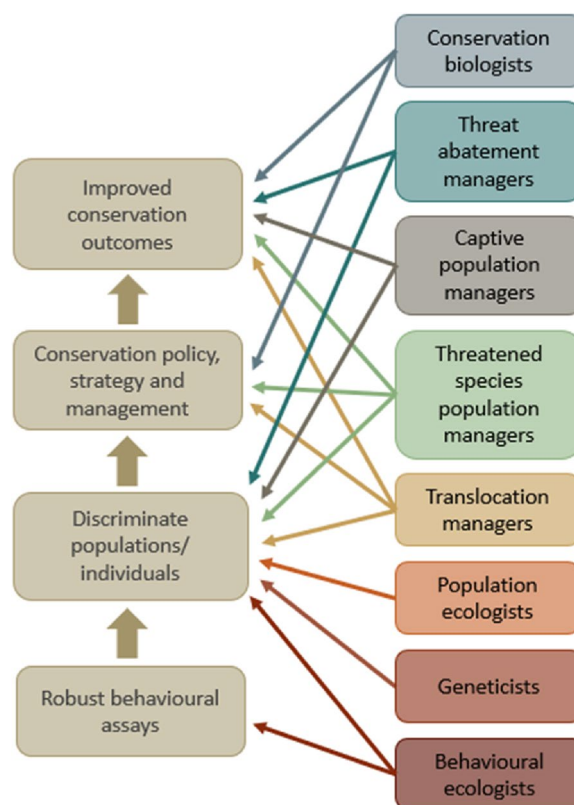 Improved
conservation
outcomes
Conservation policy,
strategy and
management
Discriminate
populations/
individuals
Robust behavioural
assays
Conservation
biologists
Threat
abatement
managers
Captive
population
managers
Threatened
species
population
managers
Translocation
managers
Population
ecologists
Geneticists
Behavioural
ecologists